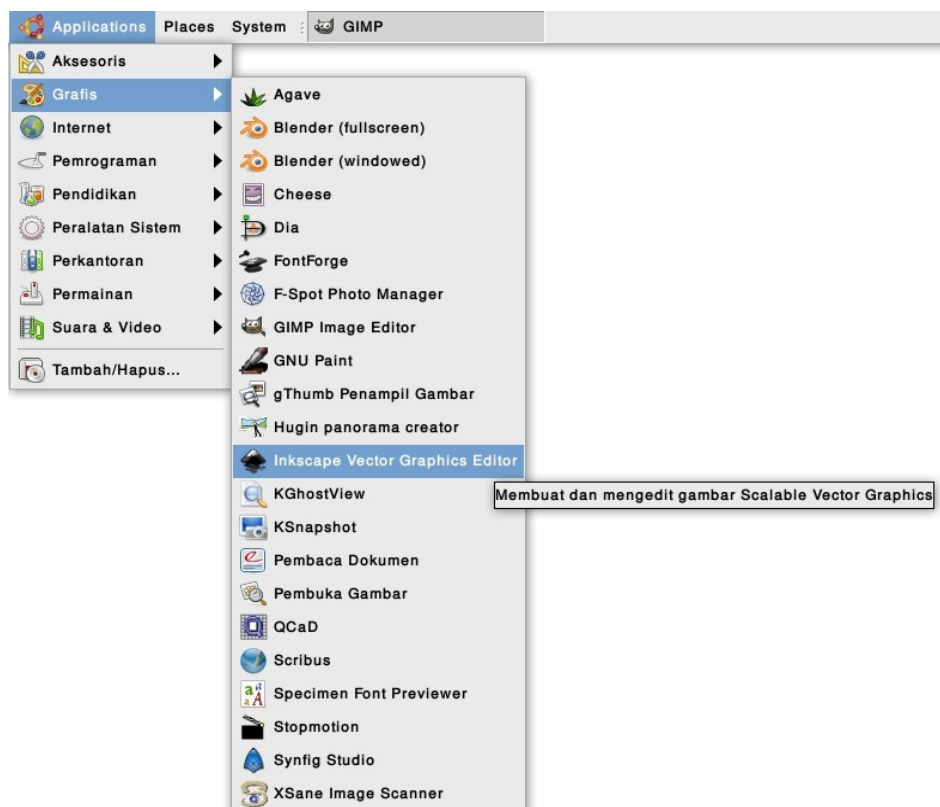 Applications Places System GIMP
Aksesoris
Grafis
Internet
Pemrograman
Pendidikan
Peralatan Sistem
Perkantoran
Permainan
Suara & Video
Tambah/Hapus...
Agave
Blender (fullscreen)
Blender (windowed)
Cheese
Dia
FontForge
F-Spot Photo Manager
GIMP Image Editor
GNU Paint
gThumb Penampil Gambar
Hugin panorama creator
Inkscape Vector Graphics Editor
Membuat dan mengedit gambar Scalable Vector Graphics
KGhostView
KSnapshot
Pembaca Dokumen
Pembuka Gambar
QCaD
Scribus
Specimen Font Previewer
Stopmotion
Synfig Studio
XSane Image Scanner